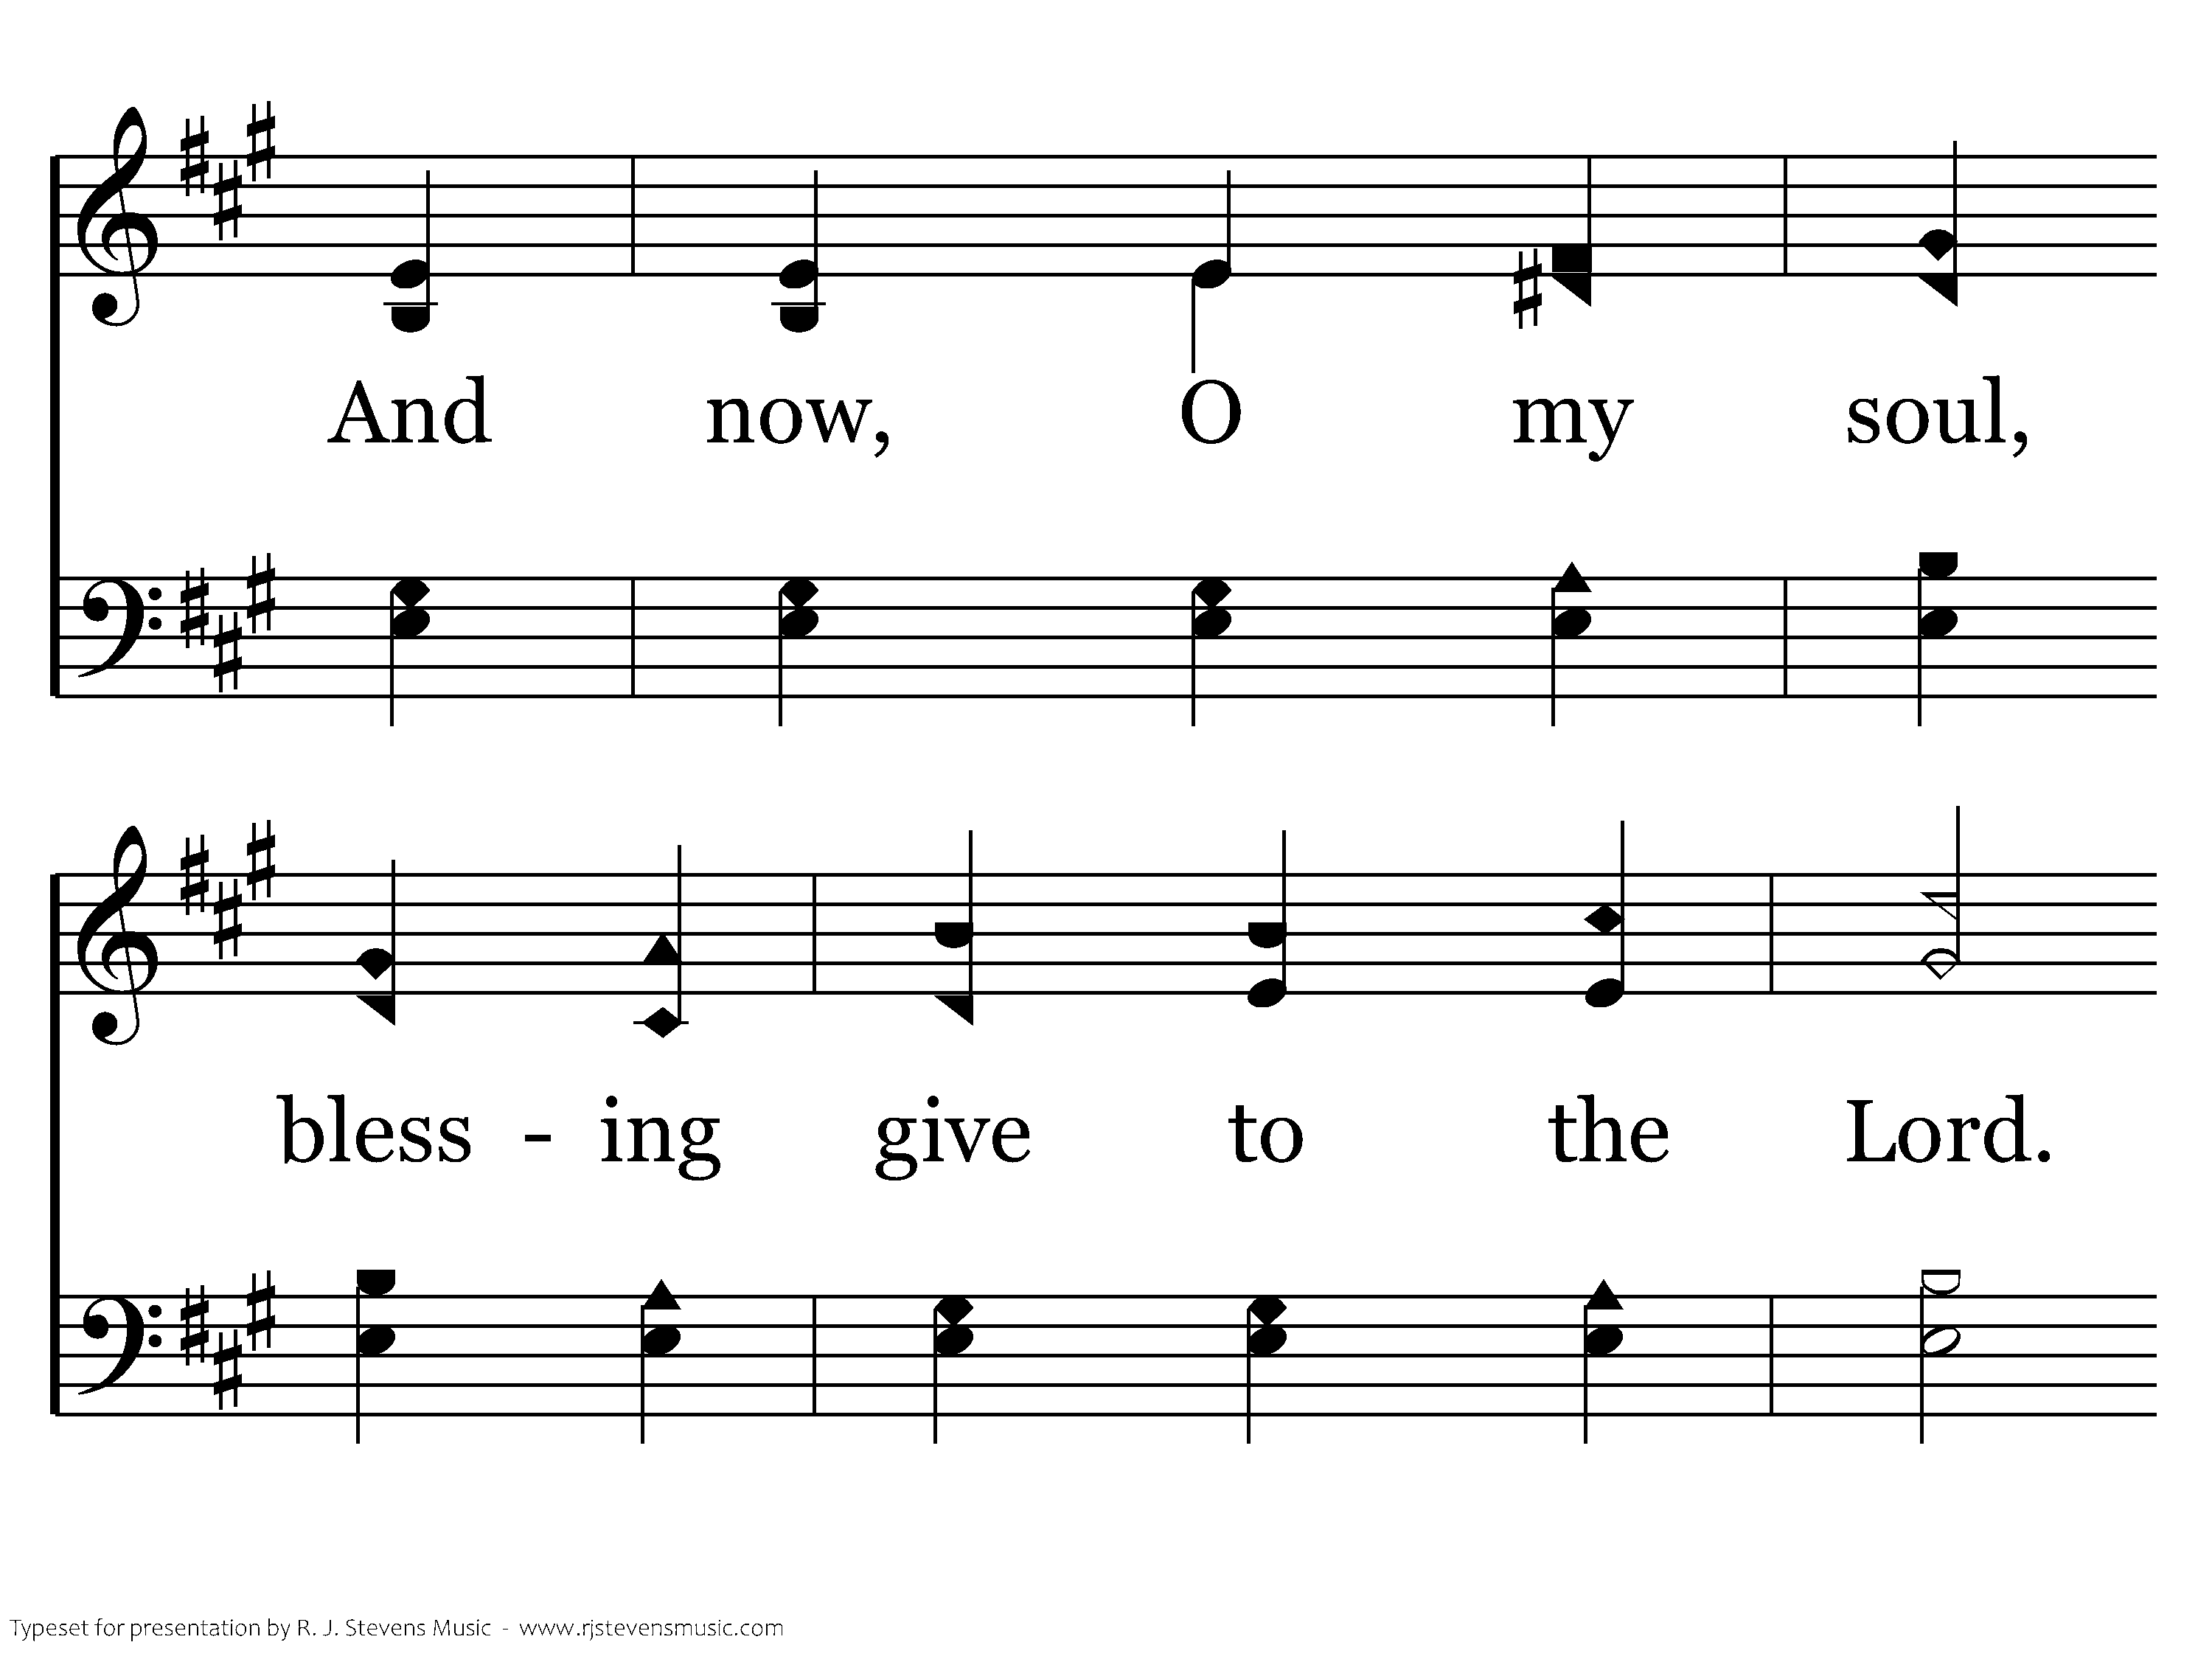 And now, O my soul,
bless - ing give to the Lord.
Typeset for presentation by R. J. Stevens Music - www.rjstevensmusic.com